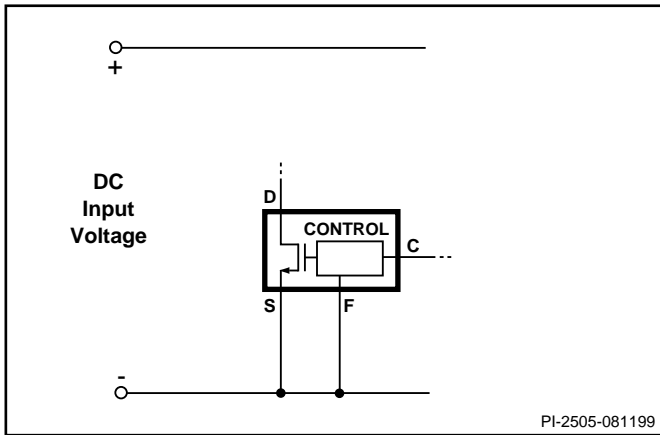 +
DC
Input
Voltage
D
CONTROL
C
S
F
-
PI-2505-081199